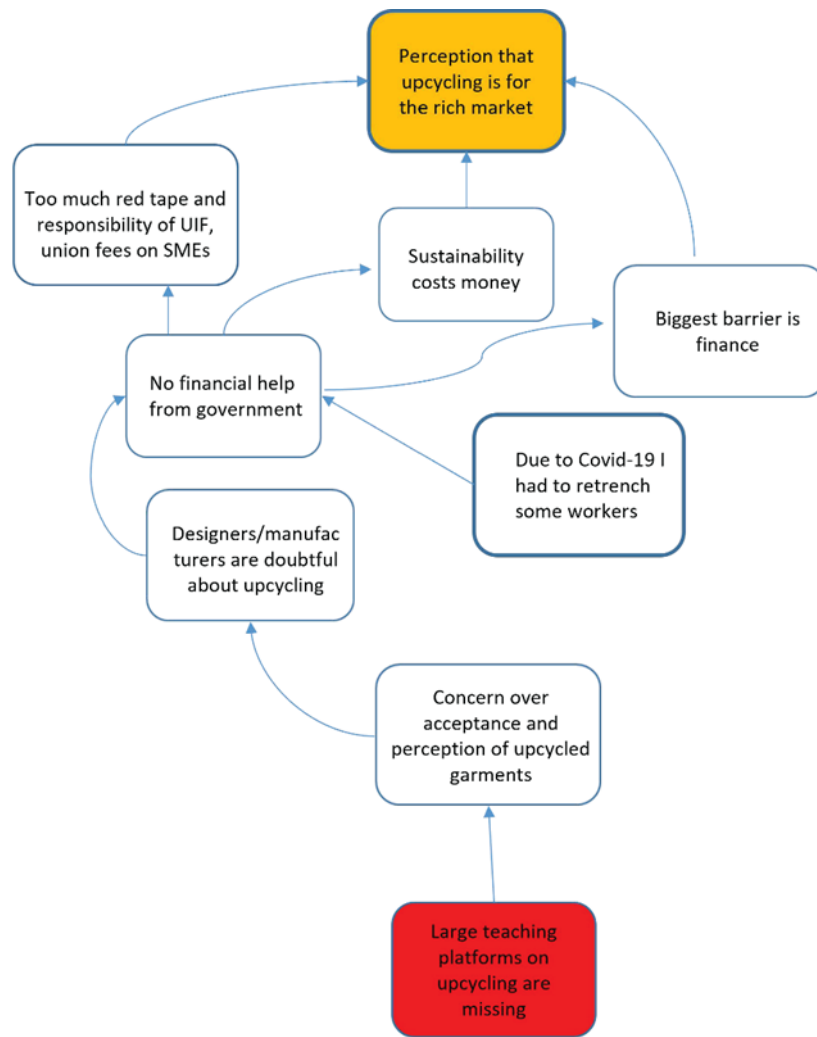 Perception that
upcycling is for
the rich market
Too much red tape and
responsibility of UIF,
union fees on SMEs
Sustainability
costs money
Biggest barrier is
finance
No financial help
from government
Due to Covid-19 I
had to retrench
some workers
Designers/manufac
turers are doubtful
about upcycling
Concern over
acceptance and
perception of upcycled
garments
Large teaching
platforms on
upcycling are
missing